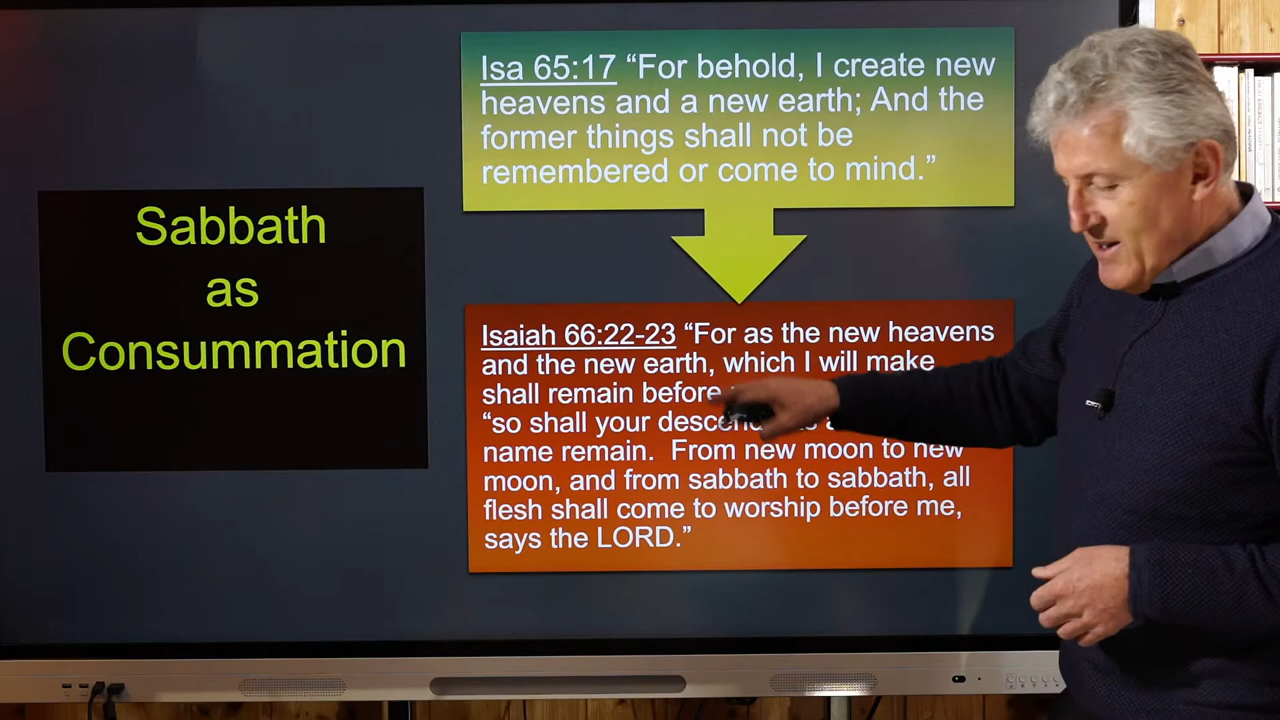 Sabbath
as
Consummation
Isa 65:17 “For behold, I create new
heavens and a new earth; And the
former things shall not be
remembered or come to mind.”
Isaiah 66:22-23 “For as the new heavens
and the new earth, which I will make
shall remain before
“so shall your
name remain. From new moon to new
moon, and from sabbath to sabbath, all
flesh shall come to worship before me,
says the LORD.”